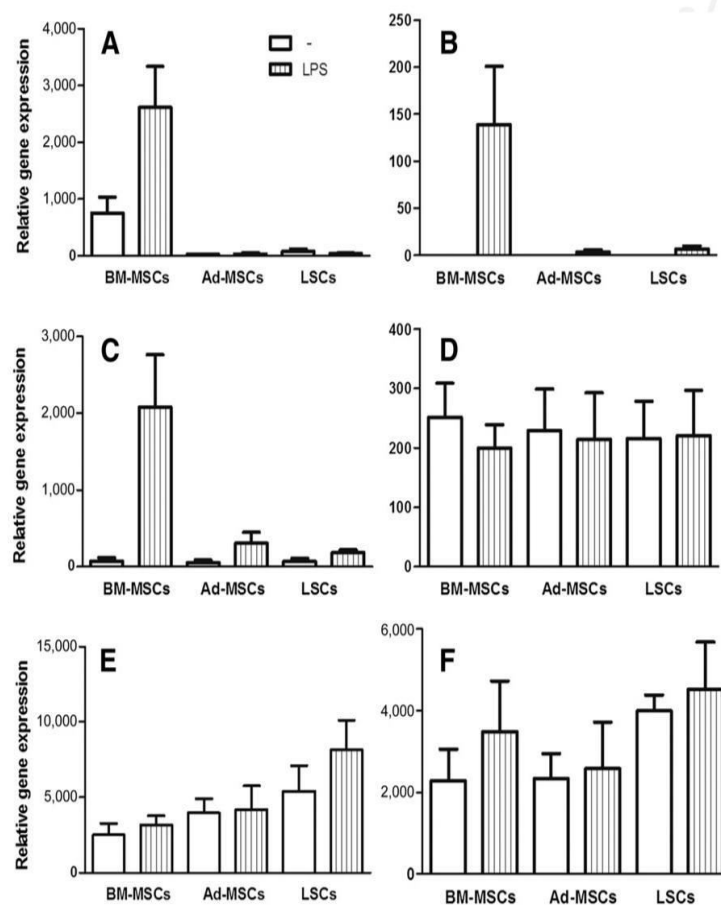 A
B
-
LPS
Relative gene expression
4,000
3,000
2,000
1,000
0
BM-MSCs Ad-MSCs LSCs
250
200
150
100
50
0
BM-MSCs Ad-MSCs LSCs
C
D
Relative gene expression
3,000
2,000
1,000
0
BM-MSCs Ad-MSCs LSCs
400
300
200
100
0
BM-MSCs Ad-MSCs LSCs
E
F
Relative gene expression
15,000
10,000
5,000
0
BM-MSCs Ad-MSCs LSCs
6,000
4,000
2,000
0
BM-MSCs Ad-MSCs LSCs